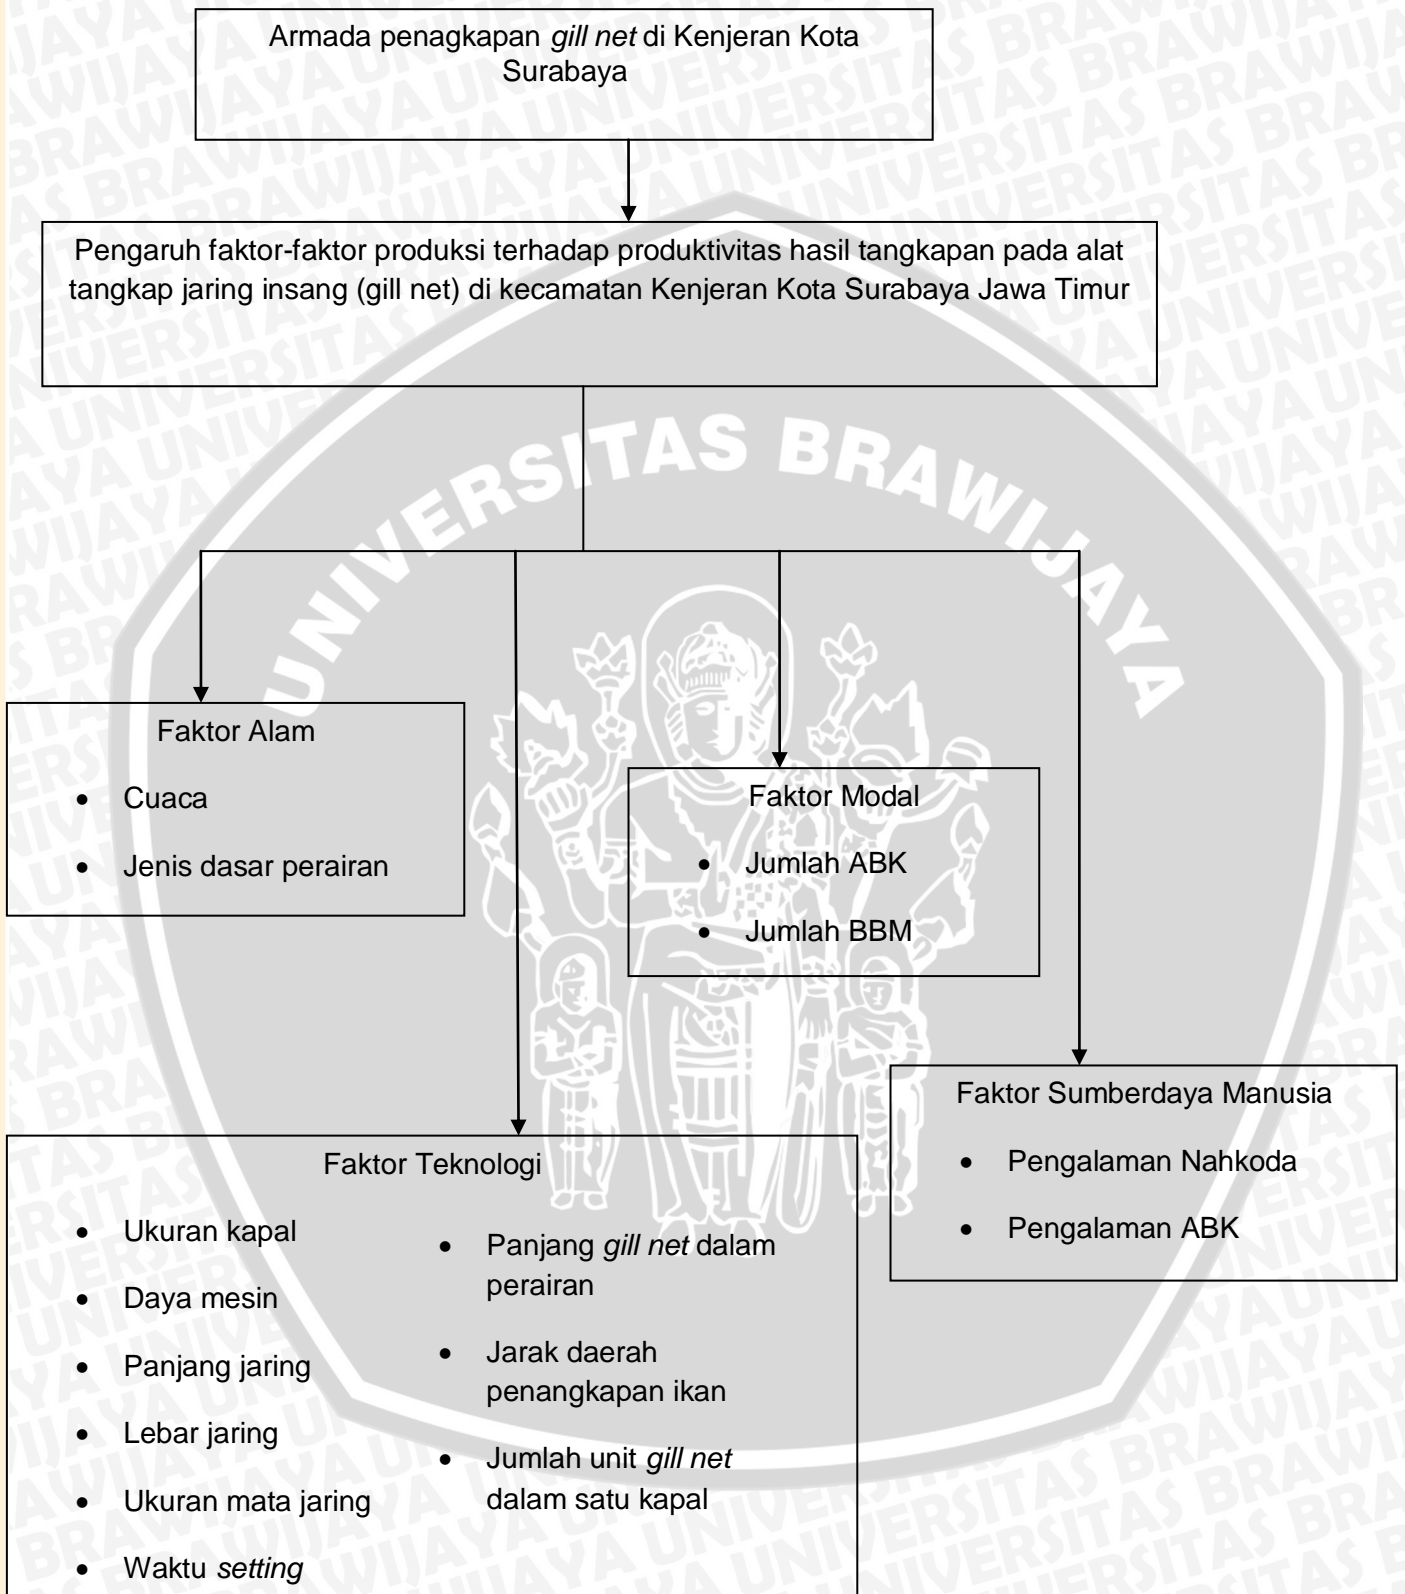 Armada penagkapan gill net di Kenjeran Kota
Surabaya
Pengaruh faktor-faktor produksi terhadap produktivitas hasil tangkapan pada alat
tangkap jaring insang (gill net) di kecamatan Kenjeran Kota Surabaya Jawa Timur
UNIVERSITAS BRAWIJAYA
Faktor Alam
• Cuaca
• Jenis dasar perairan
Faktor Modal
• Jumlah ABK
• Jumlah BBM
Faktor Sumberdaya Manusia
• Pengalaman Nahkoda
• Pengalaman ABK
Faktor Teknologi
• Ukuran kapal
• Daya mesin
• Panjang jaring
• Lebar jaring
• Ukuran mata jaring
• Waktu setting
• Panjang gill net dalam
perairan
• Jarak daerah
penangkapan ikan
• Jumlah unit gill net
dalam satu kapal